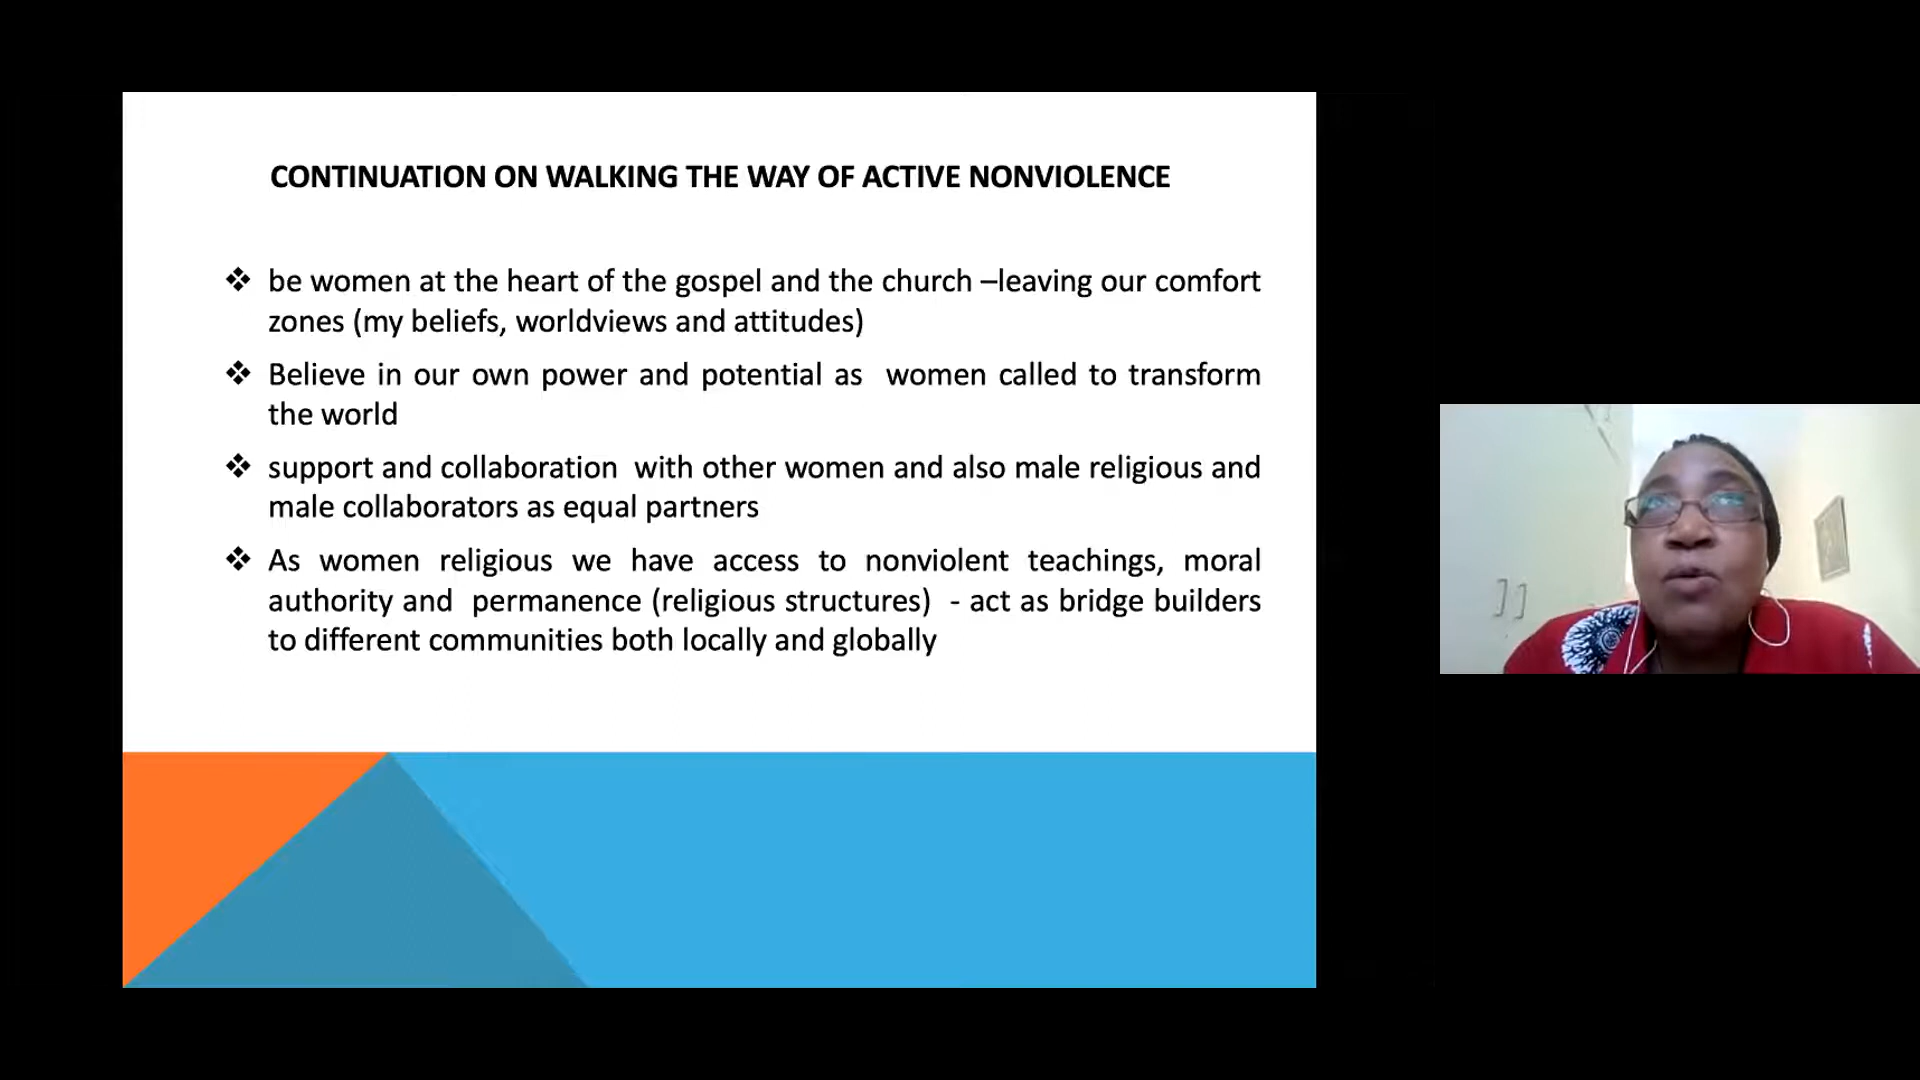 CONTINUATION ON WALKING THE WAY OF ACTIVE NONVIOLENCE
❖ be women at the heart of the gospel and the church –leaving our comfort
zones (my beliefs, worldviews and attitudes)
❖ Believe in our own power and potential as women called to transform
the world
❖ support and collaboration with other women and also male religious and
male collaborators as equal partners
❖ As women religious we have access to nonviolent teachings, moral
authority and permanence (religious structures) - act as bridge builders
to different communities both locally and globally